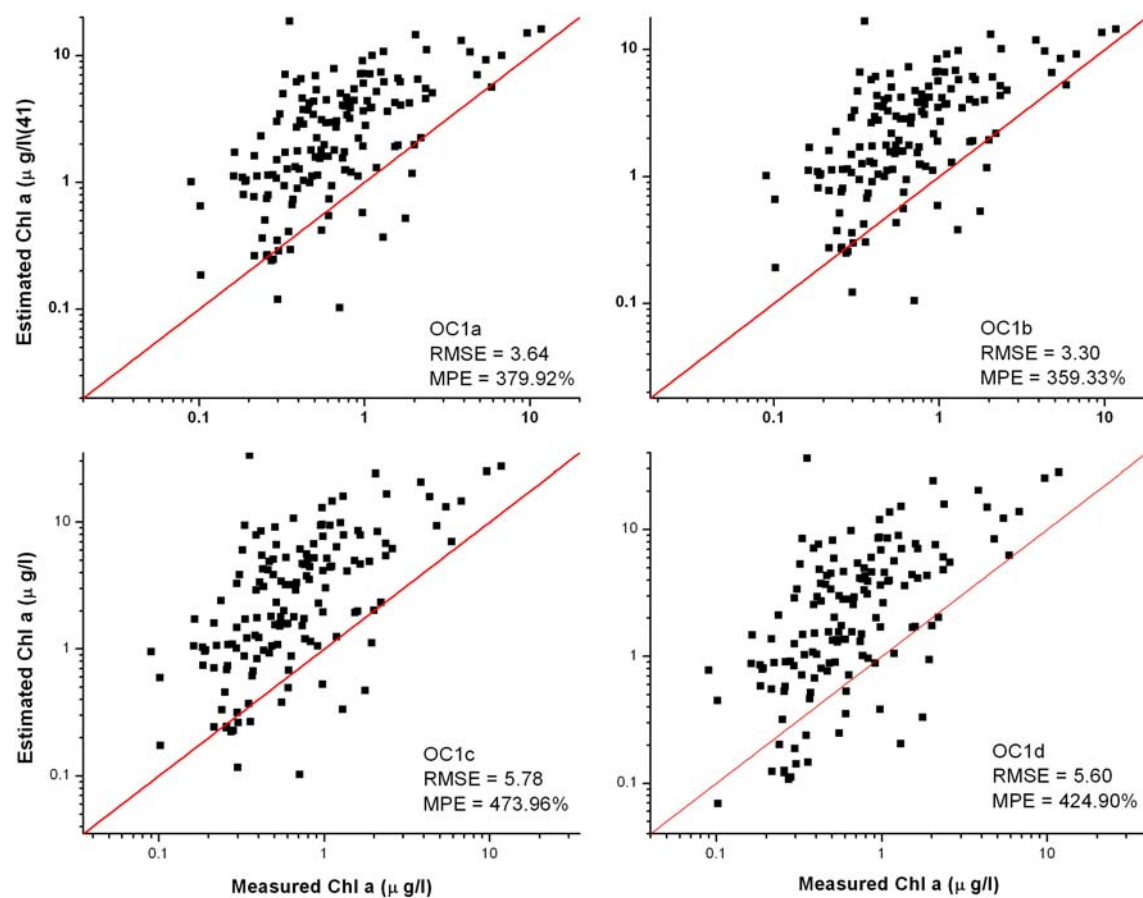 Estimated Chl a (μ g/l\(41)
10
1
0.1
0.1
1
10
OC1a
RMSE = 3.64
MPE = 379.92%
10
1
0.1
0.1
1
10
OC1b
RMSE = 3.30
MPE = 359.33%
Estimated Chl a (μ g/l)
10
1
0.1
0.1
1
10
OC1c
RMSE = 5.78
MPE = 473.96%
Measured Chl a (μ g/l)
10
1
0.1
0.1
1
10
OC1d
RMSE = 5.60
MPE = 424.90%
Measured Chl a (μ g/l)